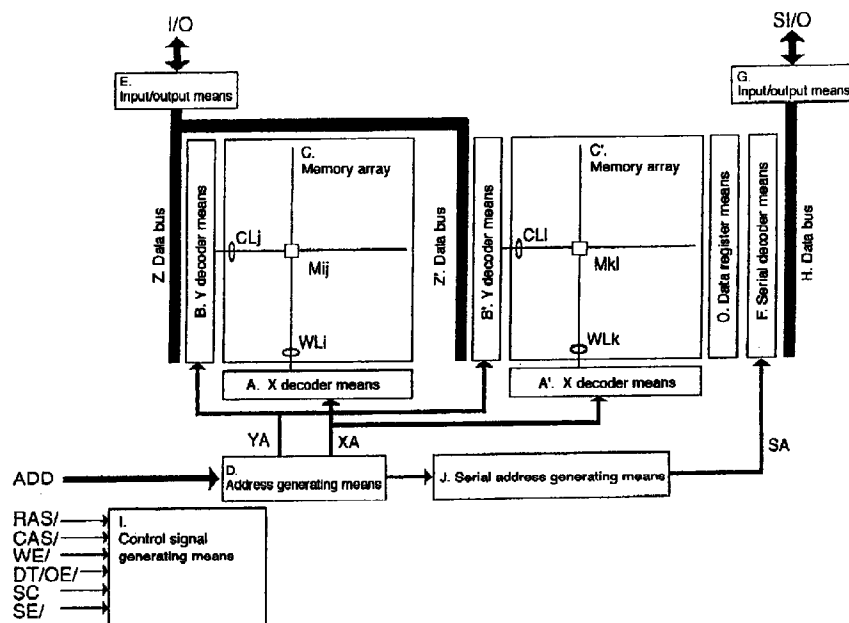 I/O
SI/O
E.
Input/output means
G.
Input/output means
C.
Memory array
C'.
Memory array
Z. Data bus
B. Y decoder means
CLj
Mij
WLi
Z'. Data bus
B'. Y decoder means
CLl
Mkl
WLk
O. Data register means
F. Serial decoder means
H. Data bus
A. X decoder means
A'. X decoder means
YA
XA
SA
ADD
D.
Address generating means
J. Serial address generating means
RAS/
CAS/
WE/
DT/OE/
SC
SE/
I.
Control signal
generating means